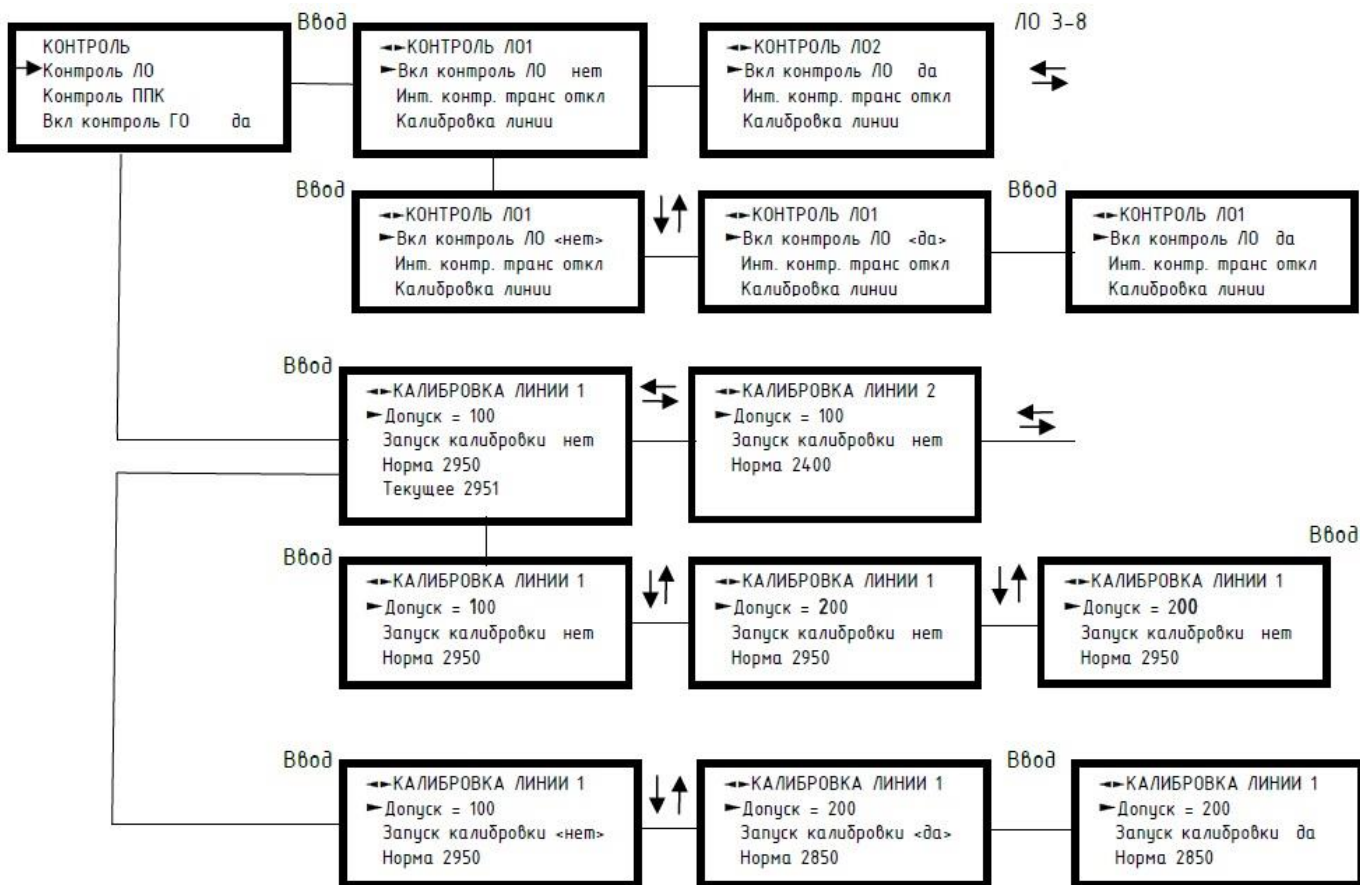 Ввод
ЛО 3-8
КОНТРОЛЬ
Контроль ЛО
Контроль ППК
Вкл контроль ГО да
◄►КОНТРОЛЬ ЛО1
►Вкл контроль ЛО нет
Инт. контр. транс откл
Калибровка линии
◄►КОНТРОЛЬ ЛО2
►Вкл контроль ЛО да
Инт. контр. транс откл
Калибровка линии
Ввод
Ввод
◄►КОНТРОЛЬ ЛО1
►Вкл контроль ЛО <нет>
Инт. контр. транс откл
Калибровка линии
◄►КОНТРОЛЬ ЛО1
►Вкл контроль ЛО <да>
Инт. контр. транс откл
Калибровка линии
◄►КОНТРОЛЬ ЛО1
►Вкл контроль ЛО да
Инт. контр. транс откл
Калибровка линии
Ввод
◄►КАЛИБРОВКА ЛИНИИ 1
►Допуск = 100
Запуск калибровки нет
Норма 2950
Текущее 2951
◄►КАЛИБРОВКА ЛИНИИ 2
►Допуск = 100
Запуск калибровки нет
Норма 2400
Ввод
Ввод
◄►КАЛИБРОВКА ЛИНИИ 1
►Допуск = 100
Запуск калибровки нет
Норма 2950
◄►КАЛИБРОВКА ЛИНИИ 1
►Допуск = 200
Запуск калибровки нет
Норма 2950
◄►КАЛИБРОВКА ЛИНИИ 1
►Допуск = 200
Запуск калибровки нет
Норма 2950
Ввод
Ввод
◄►КАЛИБРОВКА ЛИНИИ 1
►Допуск = 100
Запуск калибровки <нет>
Норма 2950
◄►КАЛИБРОВКА ЛИНИИ 1
►Допуск = 200
Запуск калибровки <да>
Норма 2850
◄►КАЛИБРОВКА ЛИНИИ 1
►Допуск = 200
Запуск калибровки да
Норма 2850